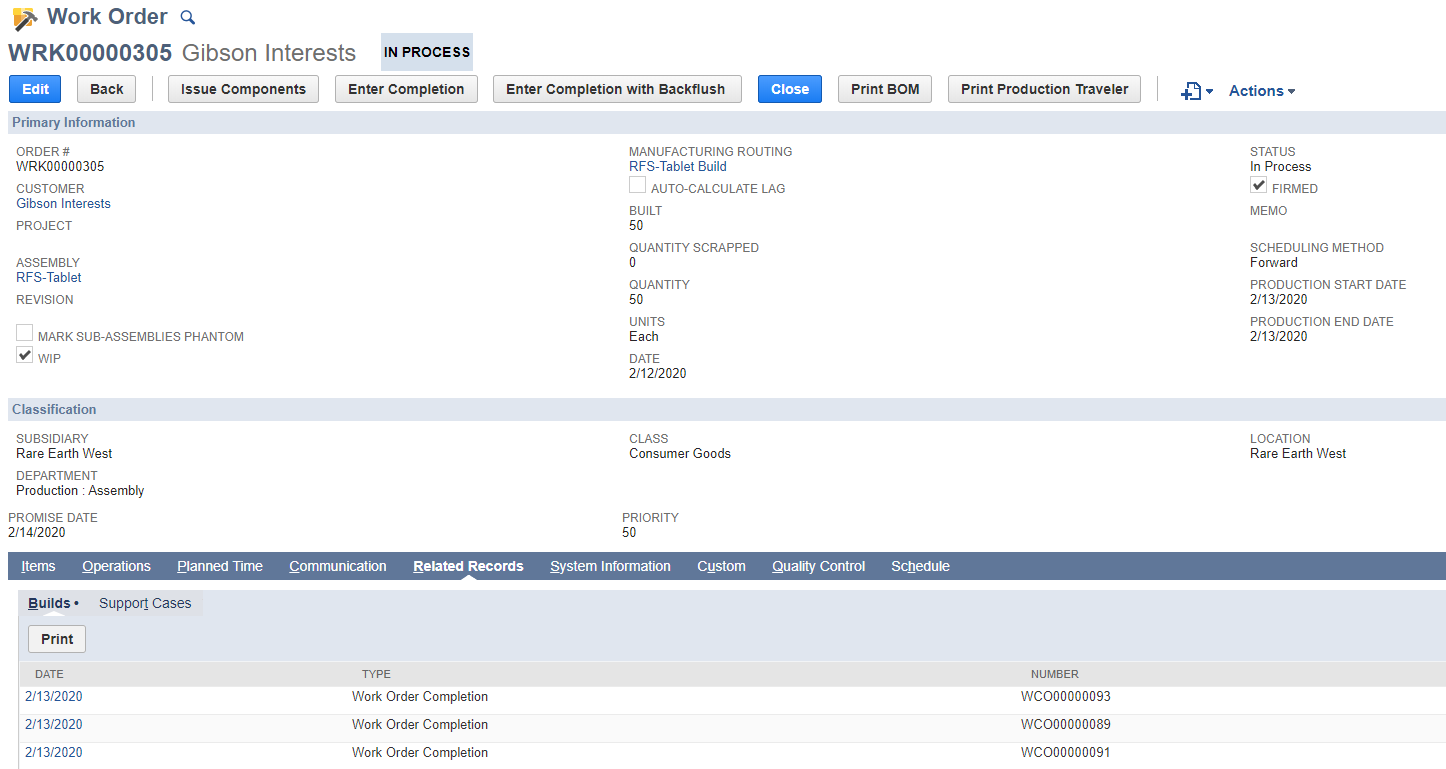 Work Order
WRK00000305 Gibson Interests IN PROCESS
Edit Back Issue Components Enter Completion Enter Completion with Backflush Close Print BOM Print Production Traveler Actions
Primary Information
ORDER #
WRK00000305
CUSTOMER
Gibson Interests
PROJECT
ASSEMBLY
RFS-Tablet
REVISION
MARK SUB-ASSEMBLIES PHANTOM
WIP
MANUFACTURING ROUTING
RFS-Tablet Build
AUTO-CALCULATE LAG
BUILT
50
QUANTITY SCRAPPED
0
QUANTITY
50
UNITS
Each
DATE
2/12/2020
STATUS
In Process
FIRMED
MEMO
SCHEDULING METHOD
Forward
PRODUCTION START DATE
2/13/2020
PRODUCTION END DATE
2/13/2020
Classification
SUBSIDIARY
Rare Earth West
DEPARTMENT
Production : Assembly
CLASS
Consumer Goods
LOCATION
Rare Earth West
PROMISE DATE
2/14/2020
PRIORITY
50
Items Operations Planned Time Communication Related Records System Information Custom Quality Control Schedule
Builds • Support Cases
Print
DATE TYPE NUMBER
2/13/2020 Work Order Completion WCO00000093
2/13/2020 Work Order Completion WCO00000089
2/13/2020 Work Order Completion WCO00000091